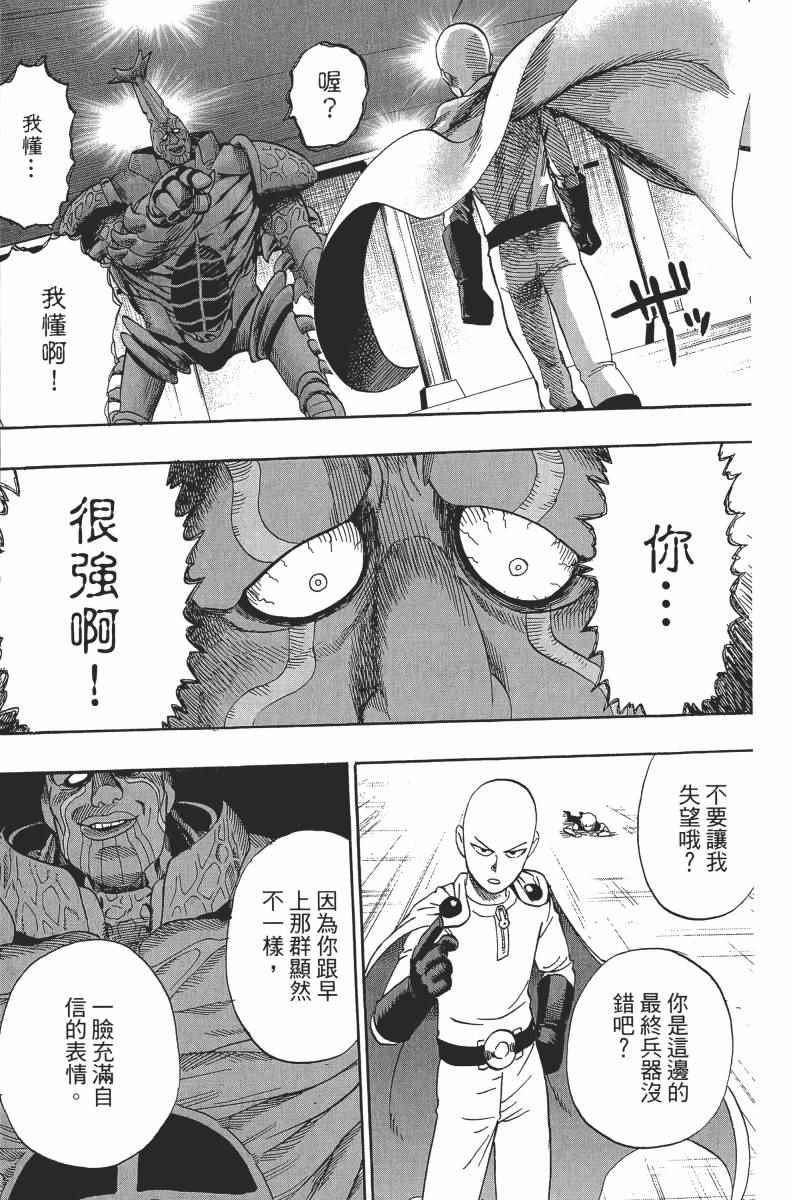 喔？
我懂…
我懂啊！
你…
很強啊！
不要讓我
失望哦？
你是這邊的
最終兵器沒
錯吧？
因為你跟早
上那群顯然
不一樣，
一臉充滿自
信的表情。